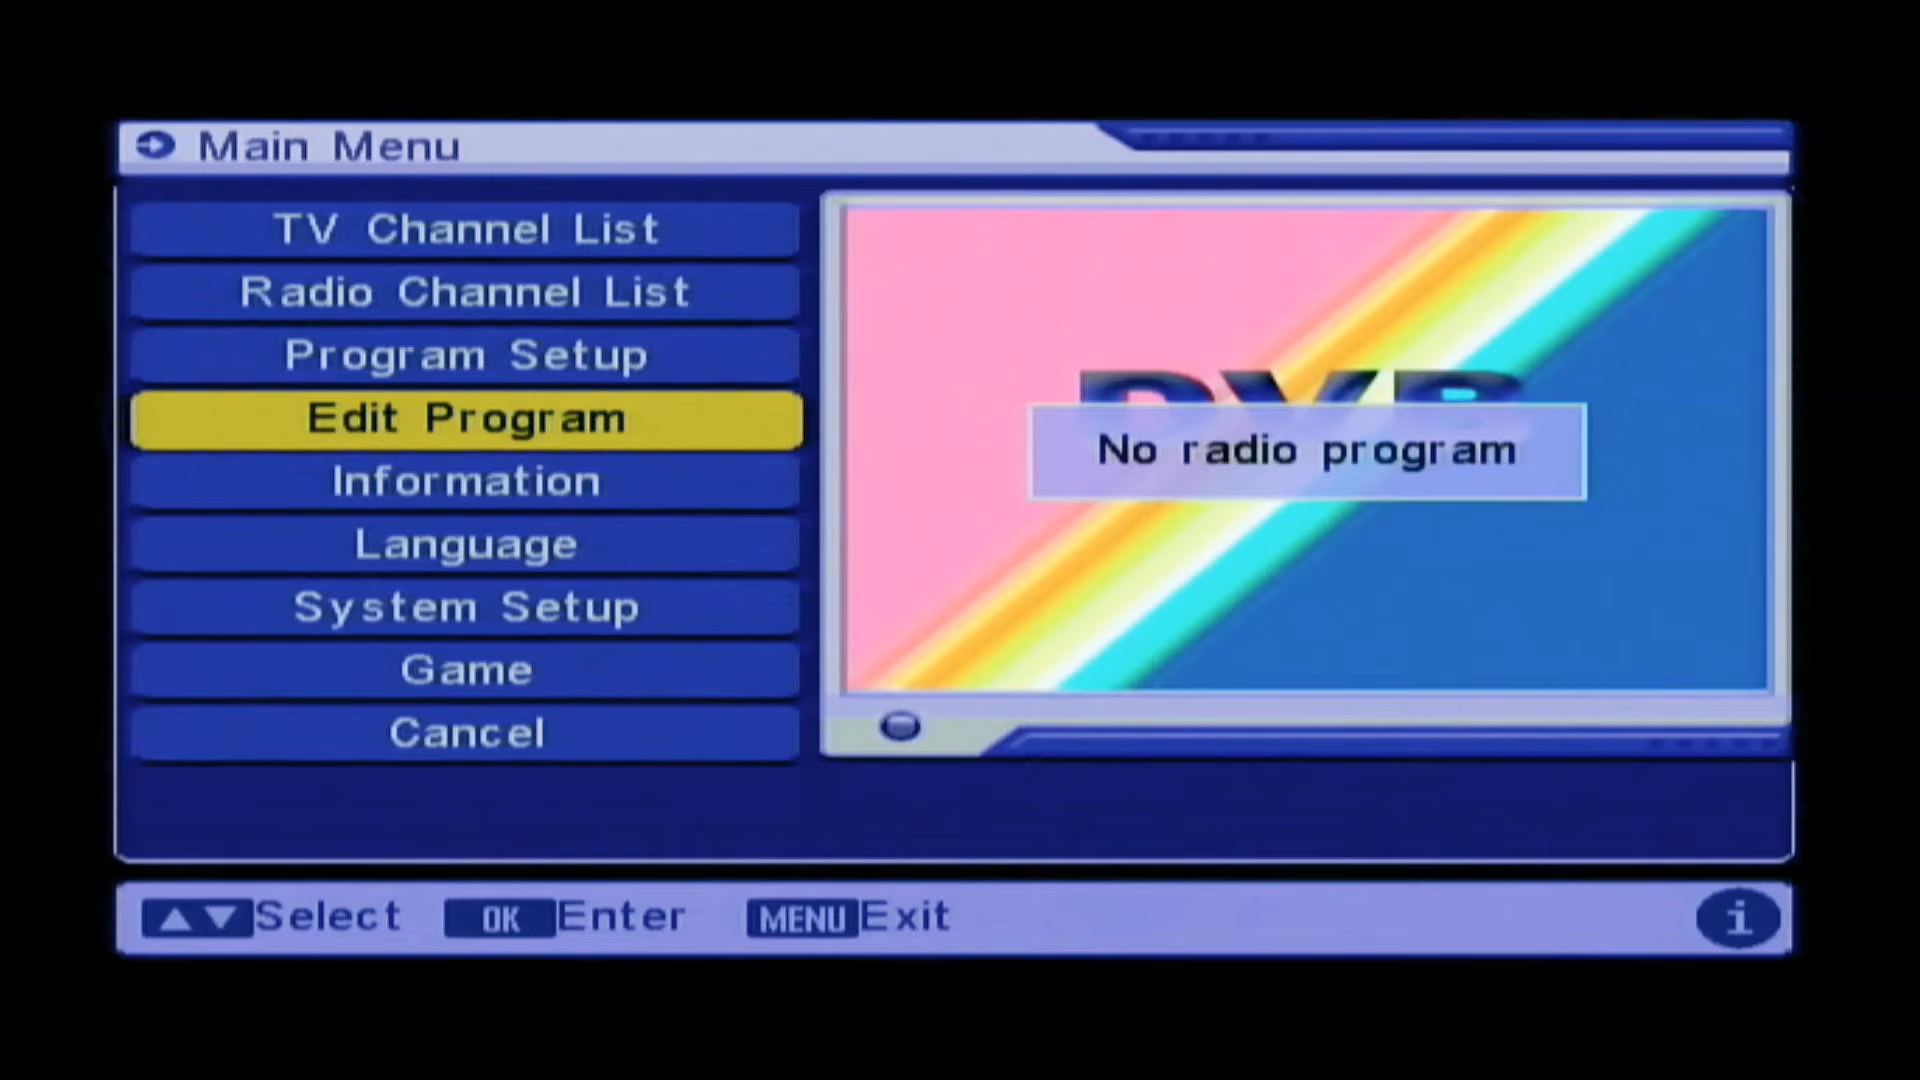 Main Menu
TV Channel List
Radio Channel List
Program Setup
Edit Program
Information
Language
System Setup
Game
Cancel
DVB
No radio program
▲▼Select OK Enter MENU Exit
i